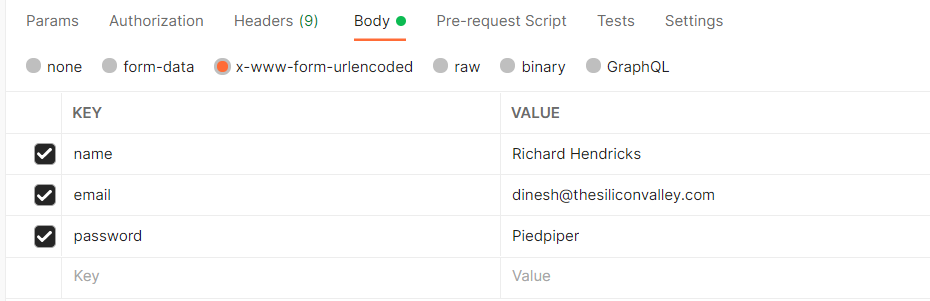 Params Authorization Headers (9) Body Pre-request Script Tests Settings
none form-data x-www-form-urlencoded raw binary GraphQL
KEY VALUE
name Richard Hendricks
email dinesh@thesiliconvalley.com
password Piedpiper
Key Value